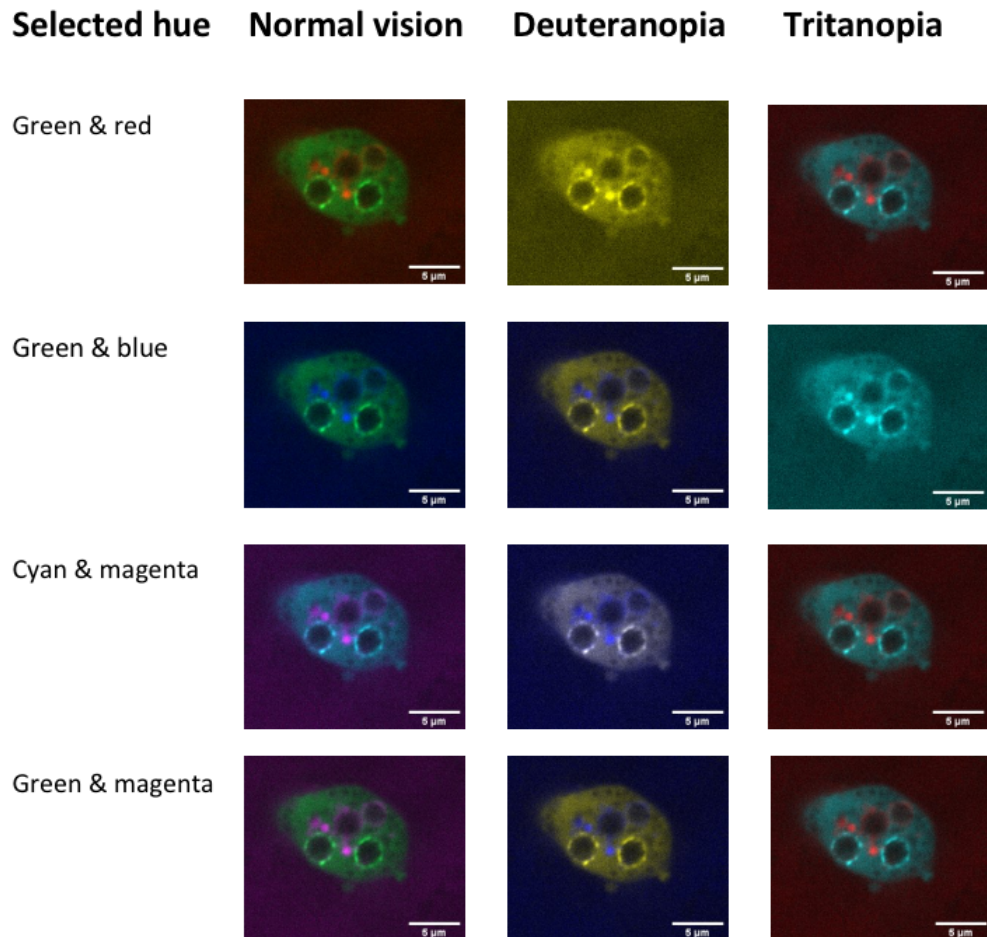 Selected hue Normal vision Deuteranopia Tritanopia
Green & red
5 µm 5 µm 5 µm
Green & blue
5 µm 5 µm 5 µm
Cyan & magenta
5 µm 5 µm 5 µm
Green & magenta
5 µm 5 µm 5 µm